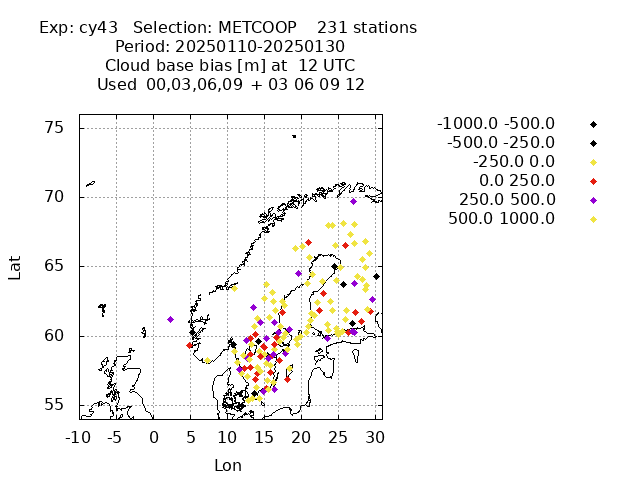 Exp: cy43   Selection: METCOOP    231 stations
Period: 20250110-20250130
Cloud base bias [m] at  12 UTC
Used  00,03,06,09  + 03 06 09 12
-1000.0 -500.0
-500.0 -250.0
-250.0 0.0
0.0 250.0
250.0 500.0
500.0 1000.0
75
70
65
60
55
Lat
-10 -5 0 5 10 15 20 25 30
Lon